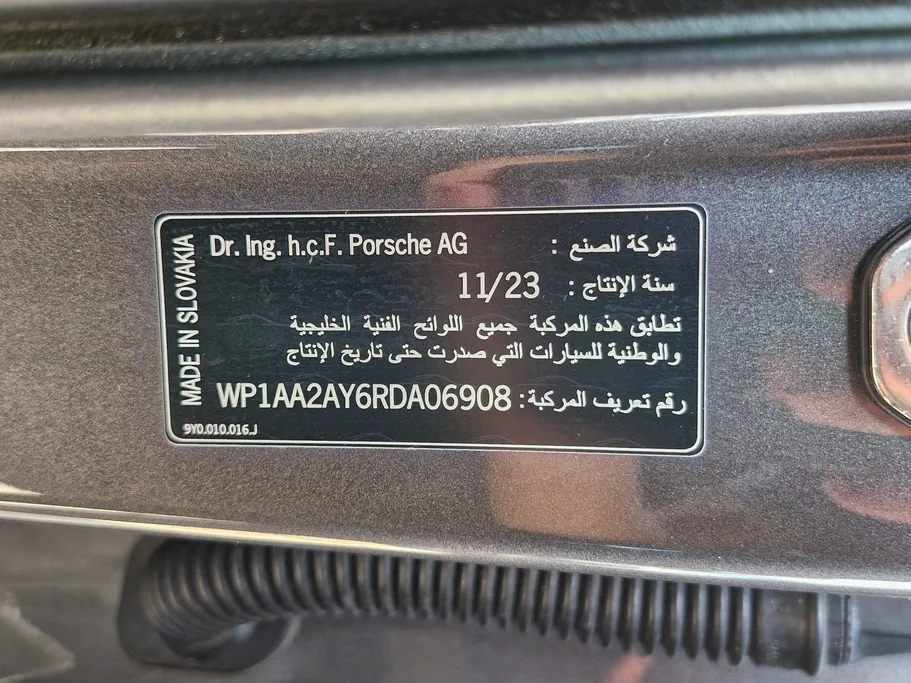 MADE IN SLOVAKIA
شركة الصنع : Dr. Ing. h.c.F. Porsche AG
سنة الإنتاج : 11/23
تطابق هذه المركبة جميع اللوائح الفنية الخليجية
والوطنية للسيارات التي صدرت حتى تاريخ الإنتاج
رقم تعريف المركبة: WP1AA2AY6RDA06908
9Y0.010.016.J